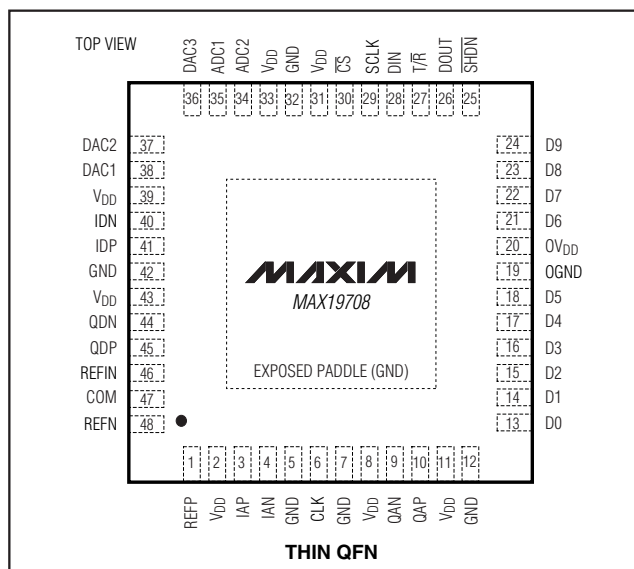 TOP VIEW
DAC3 ADC1 ADC2 VDD GND VDD CS SCLK DIN T/R DOUT SHDN
36 35 34 33 32 31 30 29 28 27 26 25
DAC2 37
DAC1 38
VDD 39
IDN 40
IDP 41
GND 42
VDD 43
QDN 44
QDP 45
REFIN 46
COM 47
REFN 48
MAXIM
MAX19708
EXPOSED PADDLE (GND)
24 D9
23 D8
22 D7
21 D6
20 OVDD
19 OGND
18 D5
17 D4
16 D3
15 D2
14 D1
13 D0
1 2 3 4 5 6 7 8 9 10 11 12
REFP VDD IAP IAN GND CLK GND VDD QAN QAP VDD GND
THIN QFN